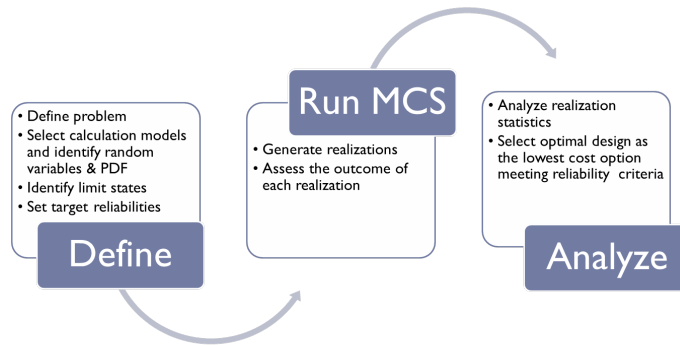 • Define problem
• Select calculation models
and identify random
variables & PDF
• Identify limit states
• Set target reliabilities
Define
Run MCS
• Generate realizations
• Assess the outcome of
each realization
• Analyze realization
statistics
• Select optimal design as
the lowest cost option
meeting reliability criteria
Analyze